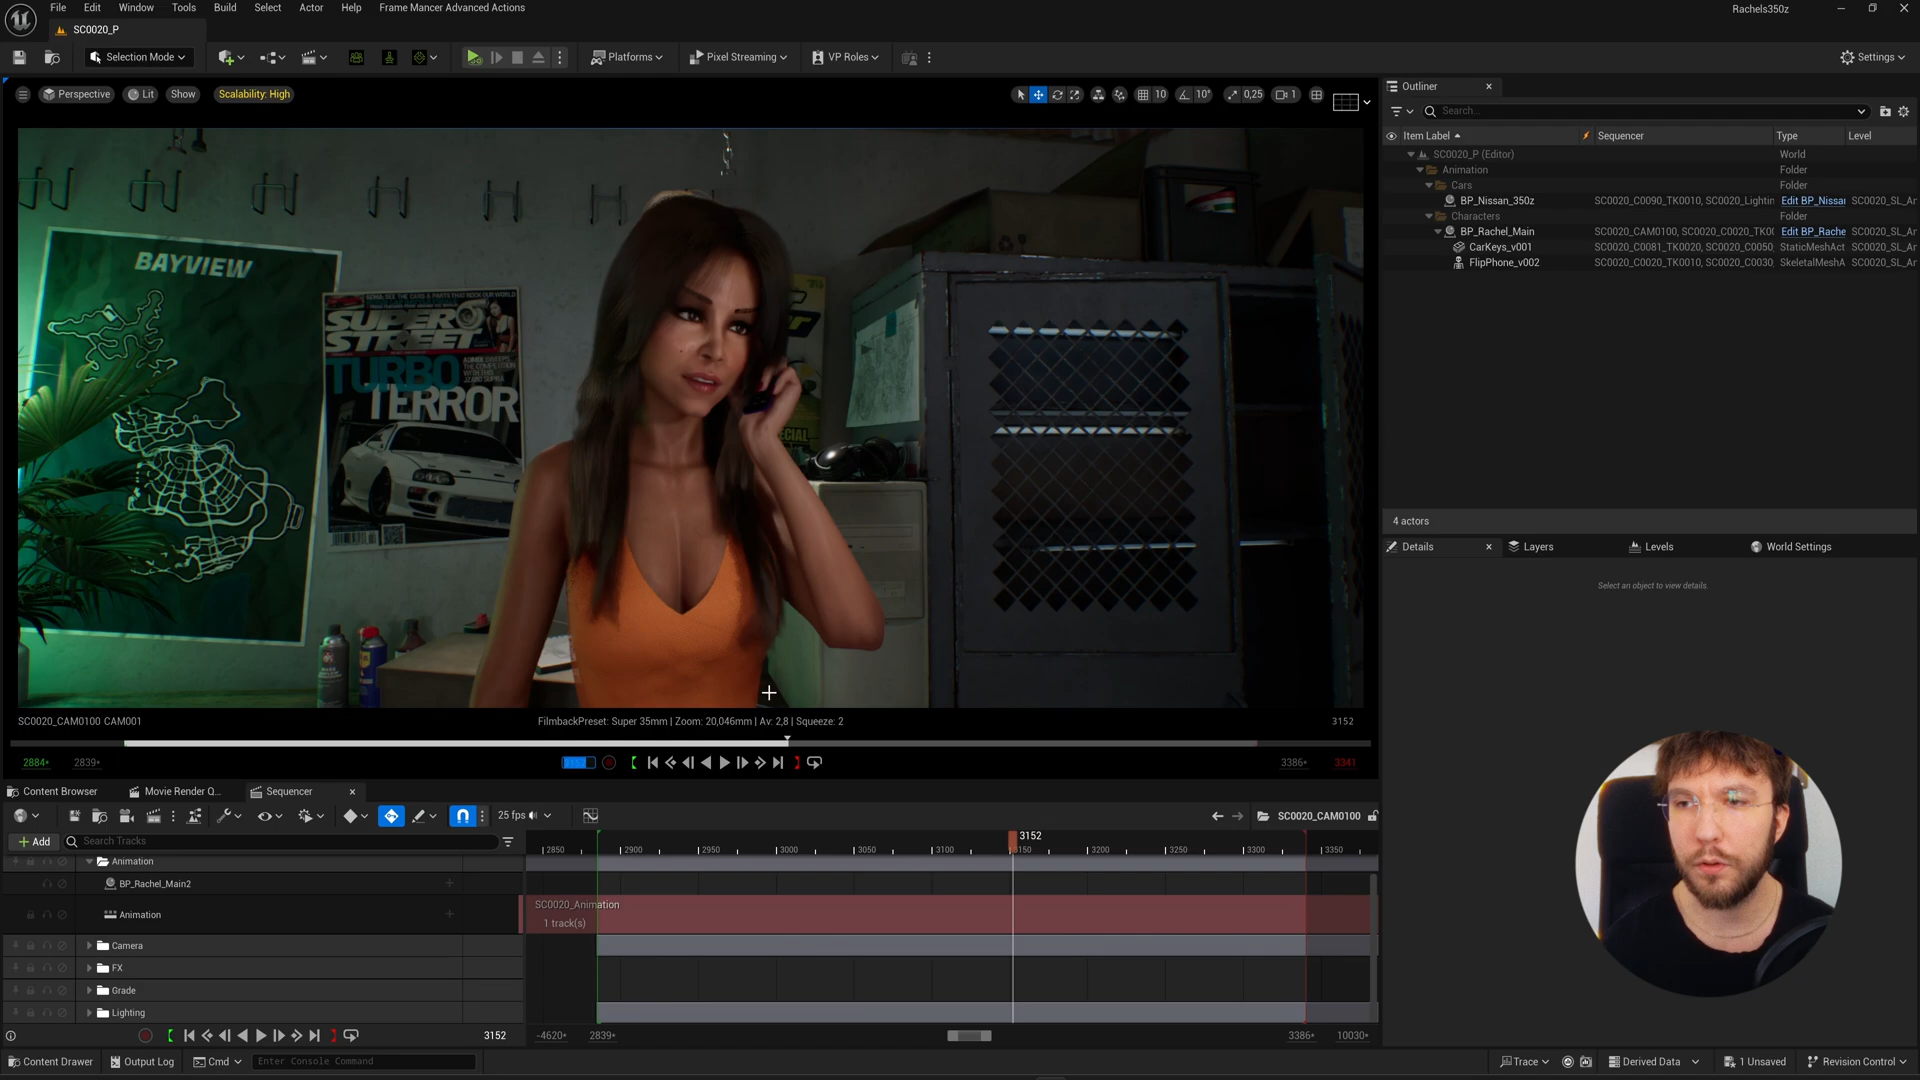 File Edit Window Tools Build Select Actor Help Frame Mancer Advanced Actions
Rachels350z
SC0020_P
Selection Mode
Platforms
Pixel Streaming
VP Roles
Settings
Perspective
Lit
Show
Scalability: High
10
10°
0,25
1
Outliner
Search...
Item Label
Sequencer
Type
Level
SC0020_P (Editor)
World
Animation
Folder
Cars
Folder
BP_Nissan_350z
SC0020_C0090_TK0010, SC0020_Lightin
Edit BP_Nissa
SC0020_SL_Ar
Characters
Folder
BP_Rachel_Main
SC0020_CAM0100, SC0020_C0020_TK00
Edit BP_Rache
SC0020_SL_Ar
CarKeys_v001
SC0020_C0081_TK0020, SC0020_C0050_
StaticMeshAct
SC0020_SL_Ar
FlipPhone_v002
SC0020_C0020_TK0010, SC0020_C0030_
SkeletalMeshA
SC0020_SL_Ar
4 actors
Details
Layers
Levels
World Settings
Select an object to view details.
BAYVIEW
SUPER
STREET
TURBO
TERROR
SC0020_CAM0100 CAM001
FilmbackPreset: Super 35mm | Zoom: 20,046mm | Av: 2,8 | Squeeze: 2
3152
2884+
2839+
3386+
3341
Content Browser
Movie Render Q...
Sequencer
25 fps
SC0020_CAM0100
Add
Search Tracks
3152
2850 2900 2950 3000 3050 3100 3150 3200 3250 3300 3350
Animation
BP_Rachel_Main2
Animation
SC0020_Animation
1 track(s)
Camera
FX
Grade
Lighting
3152
-4620+
2839+
3386+
10030+
Content Drawer
Output Log
Cmd
Enter Console Command
Trace
Derived Data
1 Unsaved
Revision Control